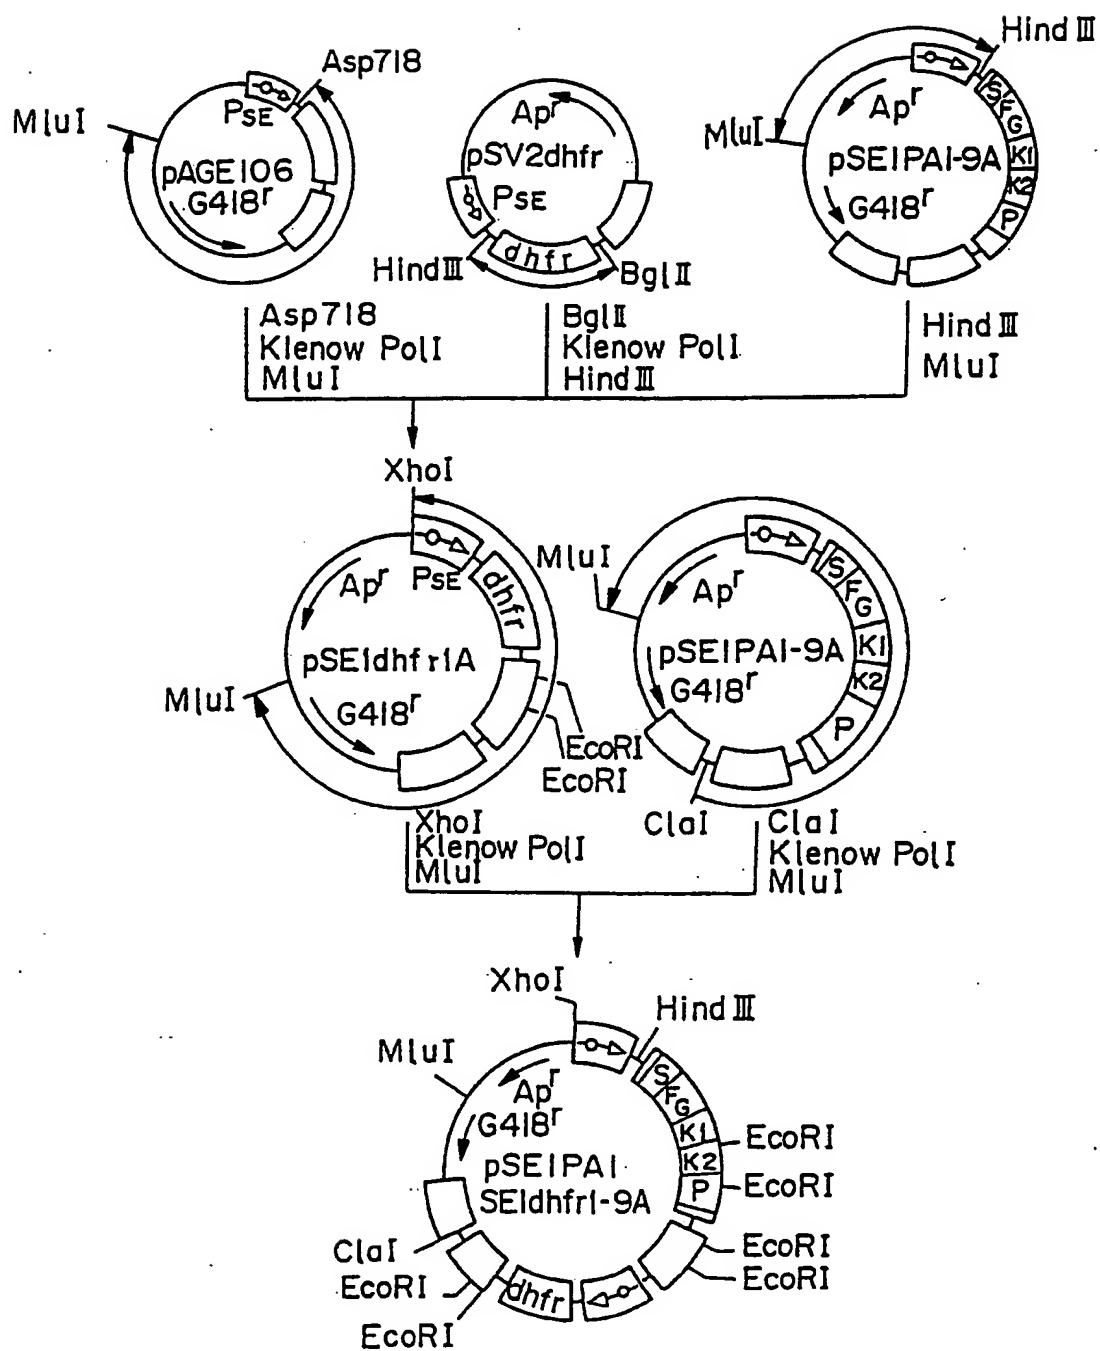 Asp718
MluI
PSE
pAGE106
G418r
Apr
pSV2dhfr
PSE
HindIII
dhfr
BglII
HindIII
MluI
Apr
pSE1PA1-9A
G418r
S
F
G
K1
K2
P
Asp718
Klenow PolI
MluI
BglII
Klenow PolI
HindIII
HindIII
MluI
XhoI
PSE
dhfr
Apr
pSE1dhfr1A
MluI
G418r
EcoRI
EcoRI
MluI
Apr
pSE1PA1-9A
G418r
S
F
G
K1
K2
P
ClaI
XhoI
Klenow PolI
MluI
ClaI
Klenow PolI
MluI
XhoI
HindIII
MluI
Apr
G418r
pSE1PA1
SE1dhfr1-9A
S
F
G
K1
K2
P
EcoRI
EcoRI
EcoRI
EcoRI
ClaI
EcoRI
dhfr
EcoRI